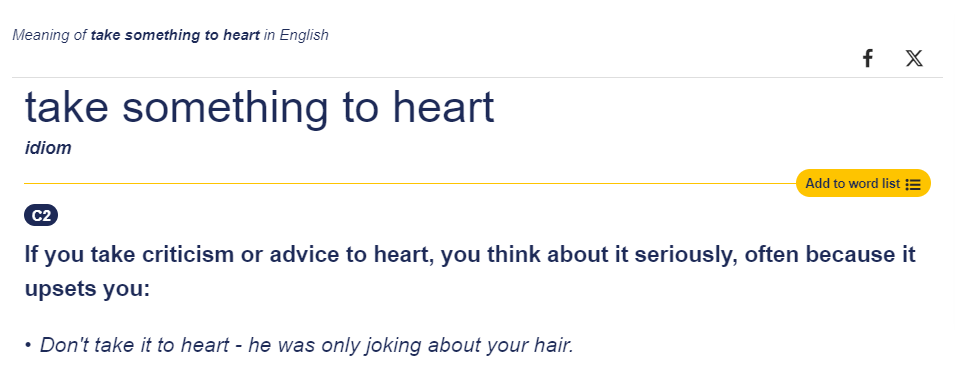 Meaning of take something to heart in English
take something to heart
idiom
Add to word list
C2
If you take criticism or advice to heart, you think about it seriously, often because it
upsets you:
• Don't take it to heart - he was only joking about your hair.